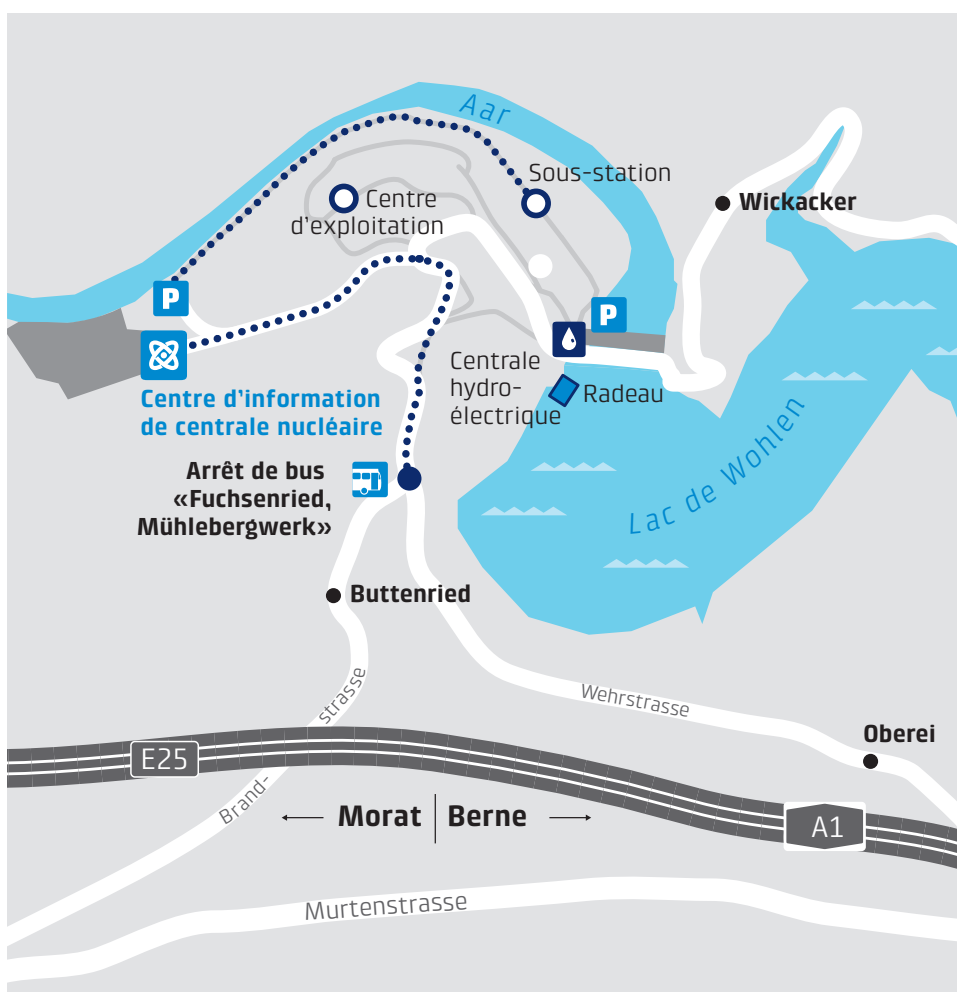 Aar
Sous-station
Centre
d'exploitation
Wickacker
P
P
Centrale
hydro-
électrique
Radeau
Centre d’information
de centrale nucléaire
Lac de Wohlen
Arrêt de bus
«Fuchsenried,
Mühlebergwerk»
Buttenried
Wehrstrasse
Oberei
Brand-
strasse
E25
← Morat | Berne →
A1
Murtenstrasse